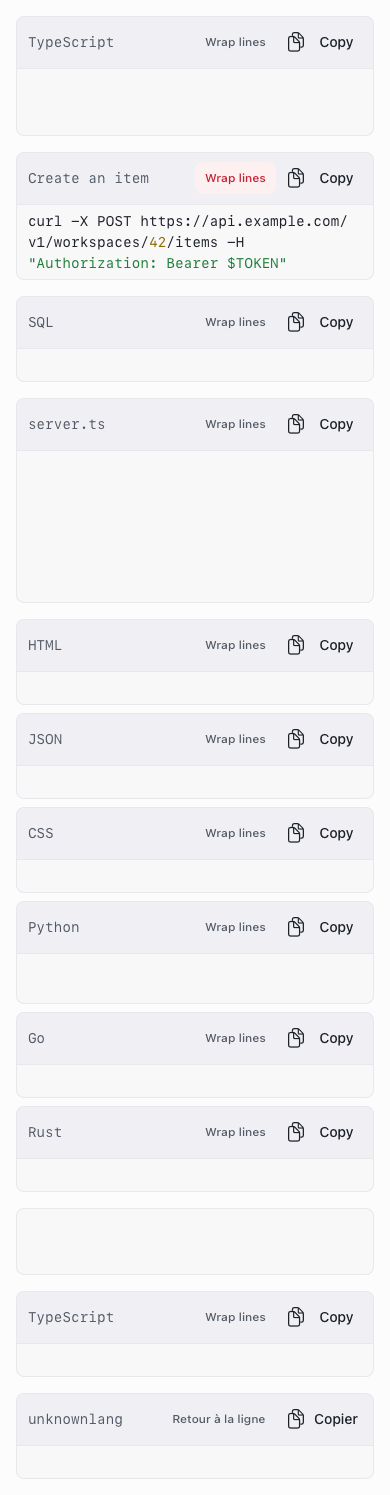 TypeScript Wrap lines Copy
Create an item Wrap lines Copy
curl -X POST https://api.example.com/
v1/workspaces/42/items -H
"Authorization: Bearer $TOKEN"
SQL Wrap lines Copy
server.ts Wrap lines Copy
HTML Wrap lines Copy
JSON Wrap lines Copy
CSS Wrap lines Copy
Python Wrap lines Copy
Go Wrap lines Copy
Rust Wrap lines Copy
TypeScript Wrap lines Copy
unknownlang Retour à la ligne Copier